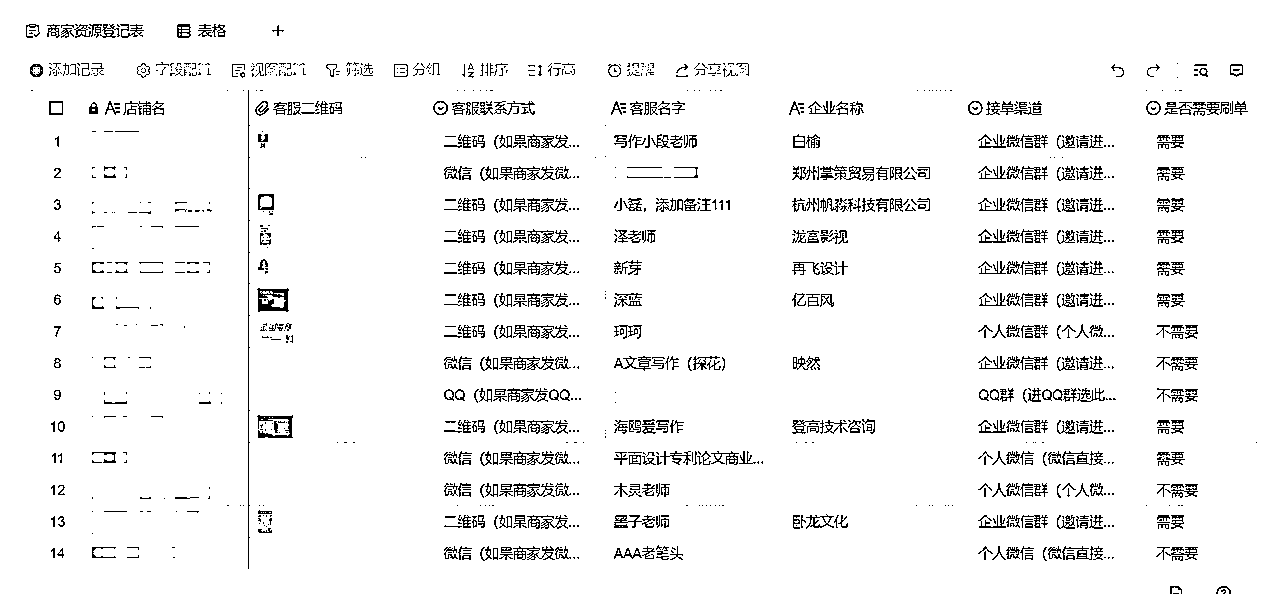 商家资源登记表 表格 +
添加记录 字段配置 视图配置 筛选 分组 排序 行高 提醒 分享视图
店铺名 客服二维码 客服联系方式 客服名字 企业名称 接单渠道 是否需要刷单
1 二维码（如果商家发... 写作小段老师 白榆 企业微信群（邀请进... 需要
2 微信（如果商家发微... 郑州掌策贸易有限公司 企业微信群（邀请进... 需要
3 二维码（如果商家发... 小磊，添加备注111 杭州帆淼科技有限公司 企业微信群（邀请进... 需要
4 二维码（如果商家发... 泽老师 泷富影视 企业微信群（邀请进... 需要
5 二维码（如果商家发... 新芽 再飞设计 企业微信群（邀请进... 需要
6 二维码（如果商家发... 深蓝 亿百风 企业微信群（邀请进... 需要
7 二维码（如果商家发... 珂珂 个人微信群（个人微... 不需要
8 微信（如果商家发微... A文章写作（探花） 映然 企业微信群（邀请进... 不需要
9 QQ（如果商家发QQ... QQ群（进QQ群选此... 不需要
10 二维码（如果商家发... 海鸥爱写作 登高技术咨询 企业微信群（邀请进... 需要
11 微信（如果商家发微... 平面设计专利论文商业... 个人微信（微信直接... 需要
12 微信（如果商家发微... 木灵老师 个人微信群（个人微... 不需要
13 二维码（如果商家发... 墨子老师 卧龙文化 企业微信群（邀请进... 需要
14 微信（如果商家发微... AAA老笔头 个人微信（微信直接... 不需要